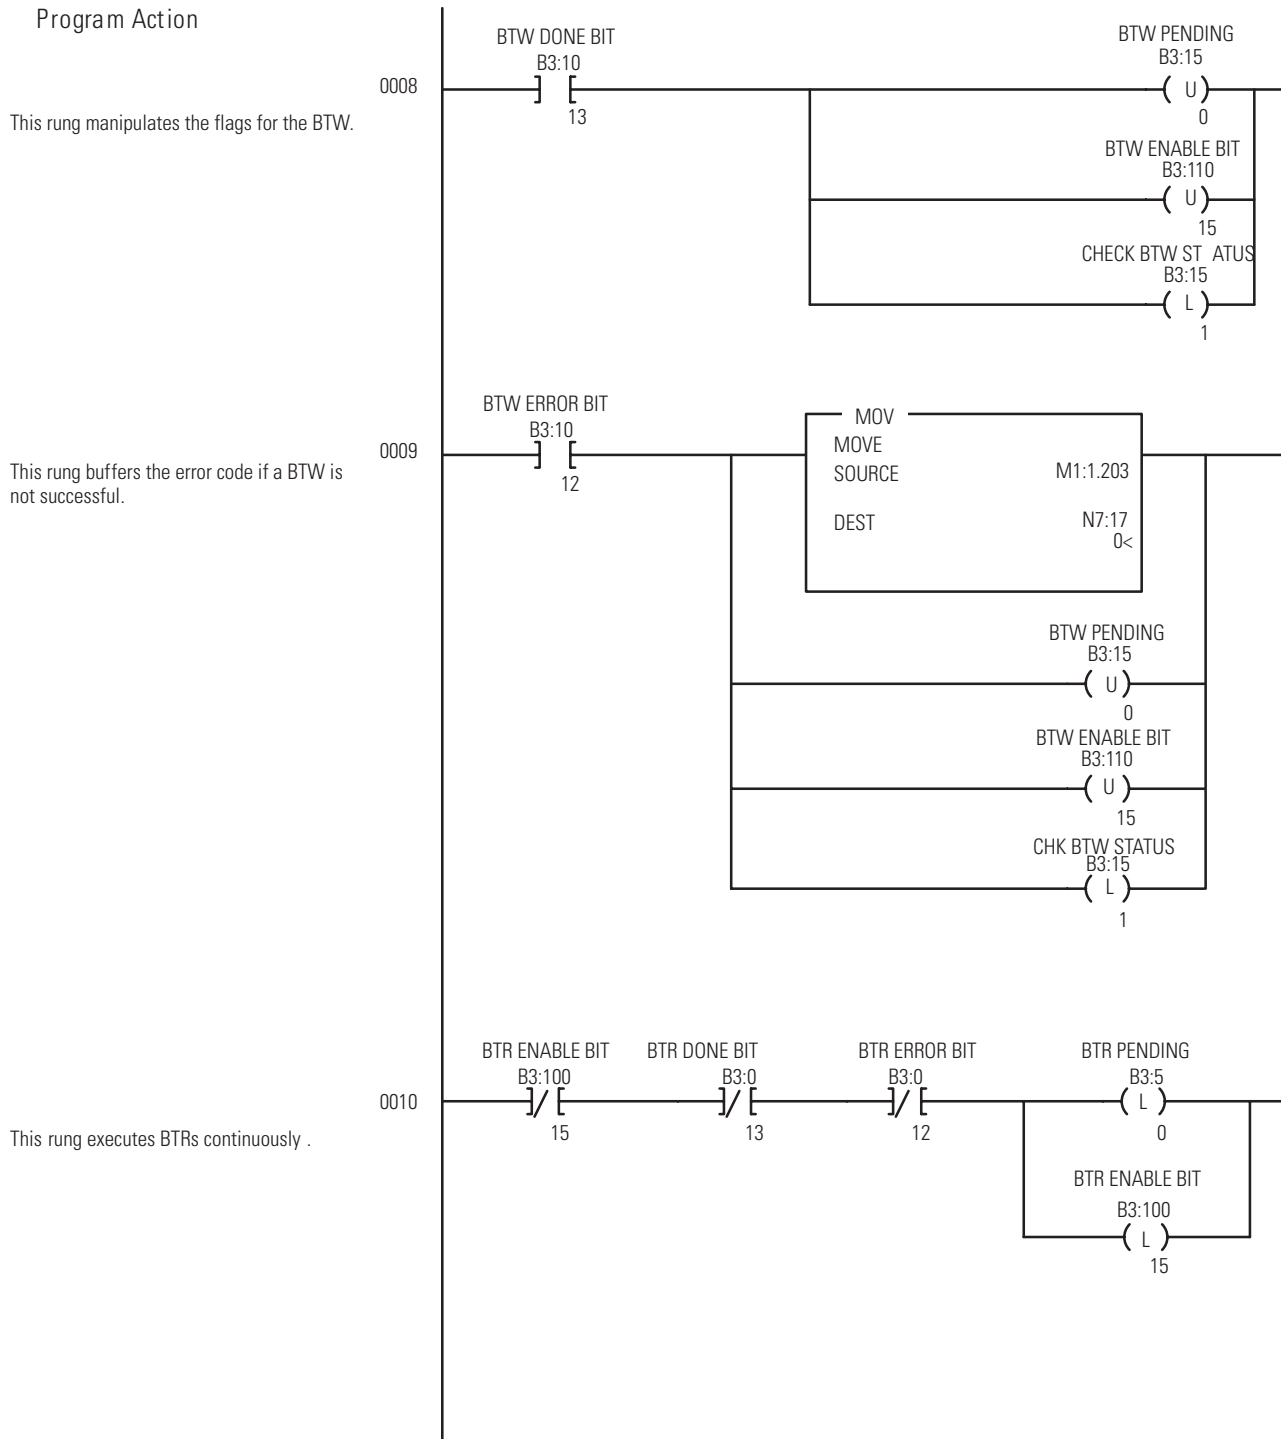 Program Action
BTW DONE BIT
B3:10
13
BTW PENDING
B3:15
U
0
0008
This rung manipulates the flags for the BTW.
BTW ENABLE BIT
B3:110
U
15
CHECK BTW ST ATUS
B3:15
L
1
BTW ERROR BIT
B3:10
12
0009
This rung buffers the error code if a BTW is
not successful.
MOV
MOVE
SOURCE M1:1.203
DEST N7:17
0<
BTW PENDING
B3:15
U
0
BTW ENABLE BIT
B3:110
U
15
CHK BTW STATUS
B3:15
L
1
BTR ENABLE BIT BTR DONE BIT BTR ERROR BIT BTR PENDING
B3:100 B3:0 B3:0 B3:5
0010
L
15 13 12 0
This rung executes BTRs continuously .
BTR ENABLE BIT
B3:100
L
15